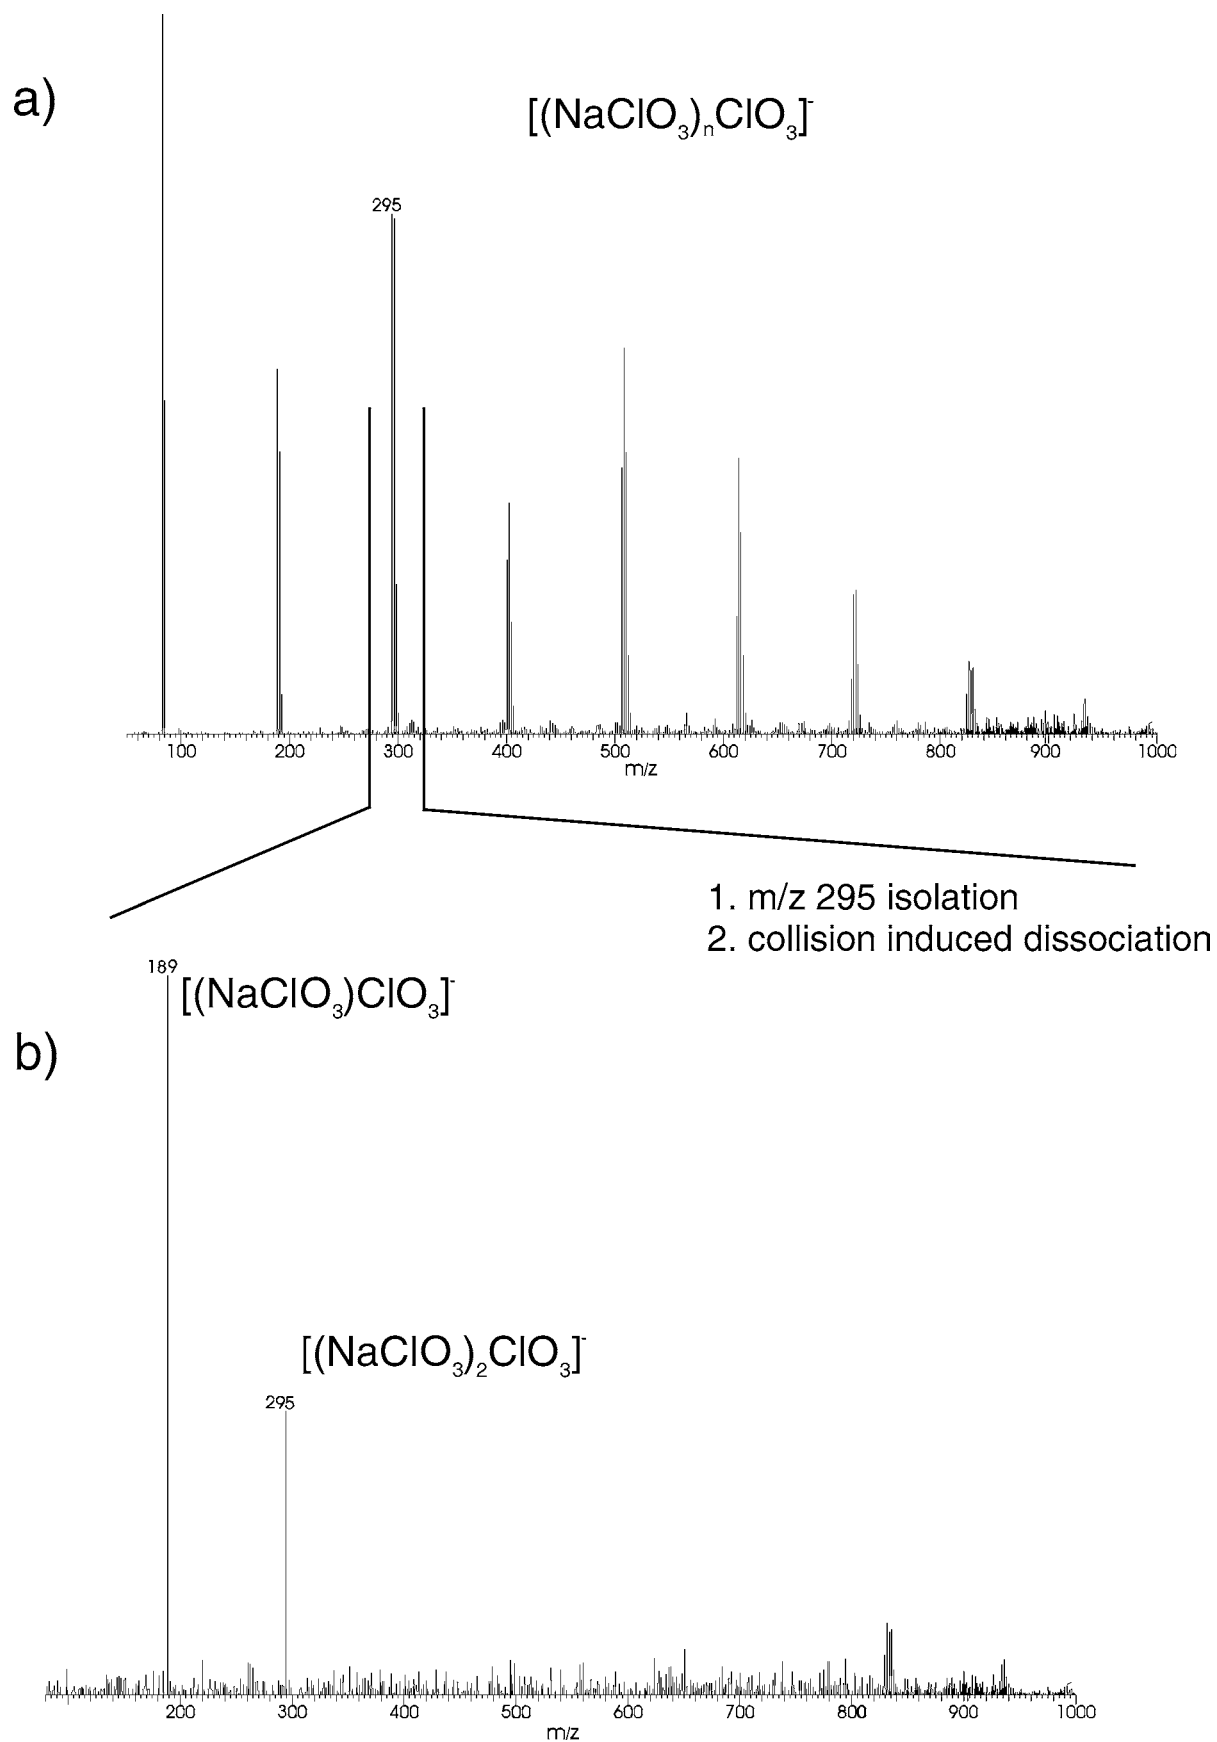 a)
[(NaClO₃)ₙClO₃]⁻
295
100 200 300 400 500 600 700 800 900 1000
m/z
1. m/z 295 isolation
2. collision induced dissociation
189
[(NaClO₃)ClO₃]⁻
b)
[(NaClO₃)₂ClO₃]⁻
295
200 300 400 500 600 700 800 900 1000
m/z